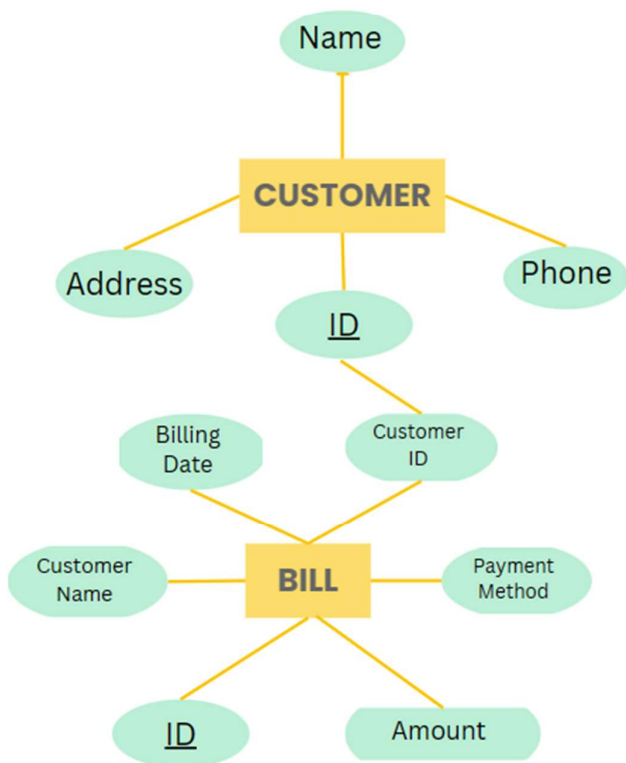 Name
CUSTOMER
Address
Phone
ID
Billing
Date
Customer
ID
Customer
Name
BILL
Payment
Method
ID
Amount